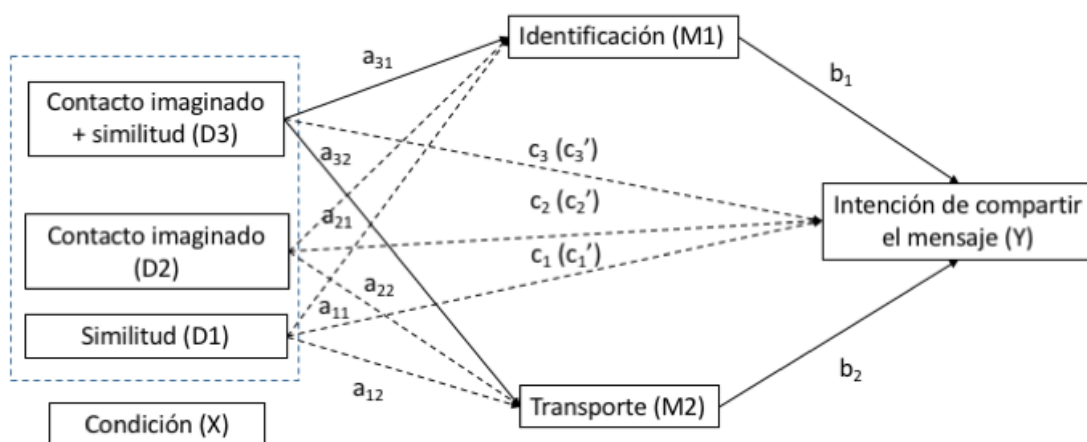 Identificación (M1)
a₃₁
b₁
Contacto imaginado
+ similitud (D3)
a₃₂
c₃ (c₃’)
c₂ (c₂’)
Intención de compartir
el mensaje (Y)
a₂₁
Contacto imaginado
(D2)
c₁ (c₁’)
a₂₂
a₁₁
Similitud (D1)
a₁₂
b₂
Transporte (M2)
Condición (X)